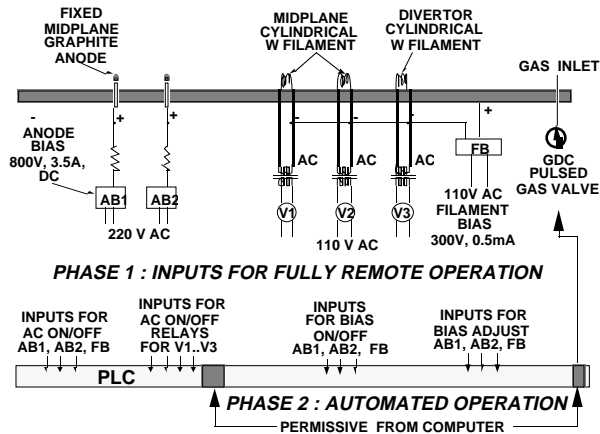 FIXED
MIDPLANE
GRAPHITE
ANODE
MIDPLANE
CYLINDRICAL
W FILAMENT
DIVERTOR
CYLINDRICAL
W FILAMENT
GAS INLET
-
ANODE
BIAS
800V, 3.5A,
DC
+
+
AB1
AB2
220 V AC
-
-
AC
AC
AC
V1
V2
V3
110 V AC
+
FB
110V AC
FILAMENT
BIAS
300V, 0.5mA
GDC
PULSED
GAS VALVE
PHASE 1 : INPUTS FOR FULLY REMOTE OPERATION
INPUTS FOR
AC ON/OFF
AB1, AB2, FB
INPUTS FOR
AC ON/OFF
RELAYS
FOR V1..V3
INPUTS
FOR BIAS
ON/OFF
AB1, AB2, FB
INPUTS FOR
BIAS ADJUST
AB1, AB2, FB
PLC
PHASE 2 : AUTOMATED OPERATION
PERMISSIVE FROM COMPUTER